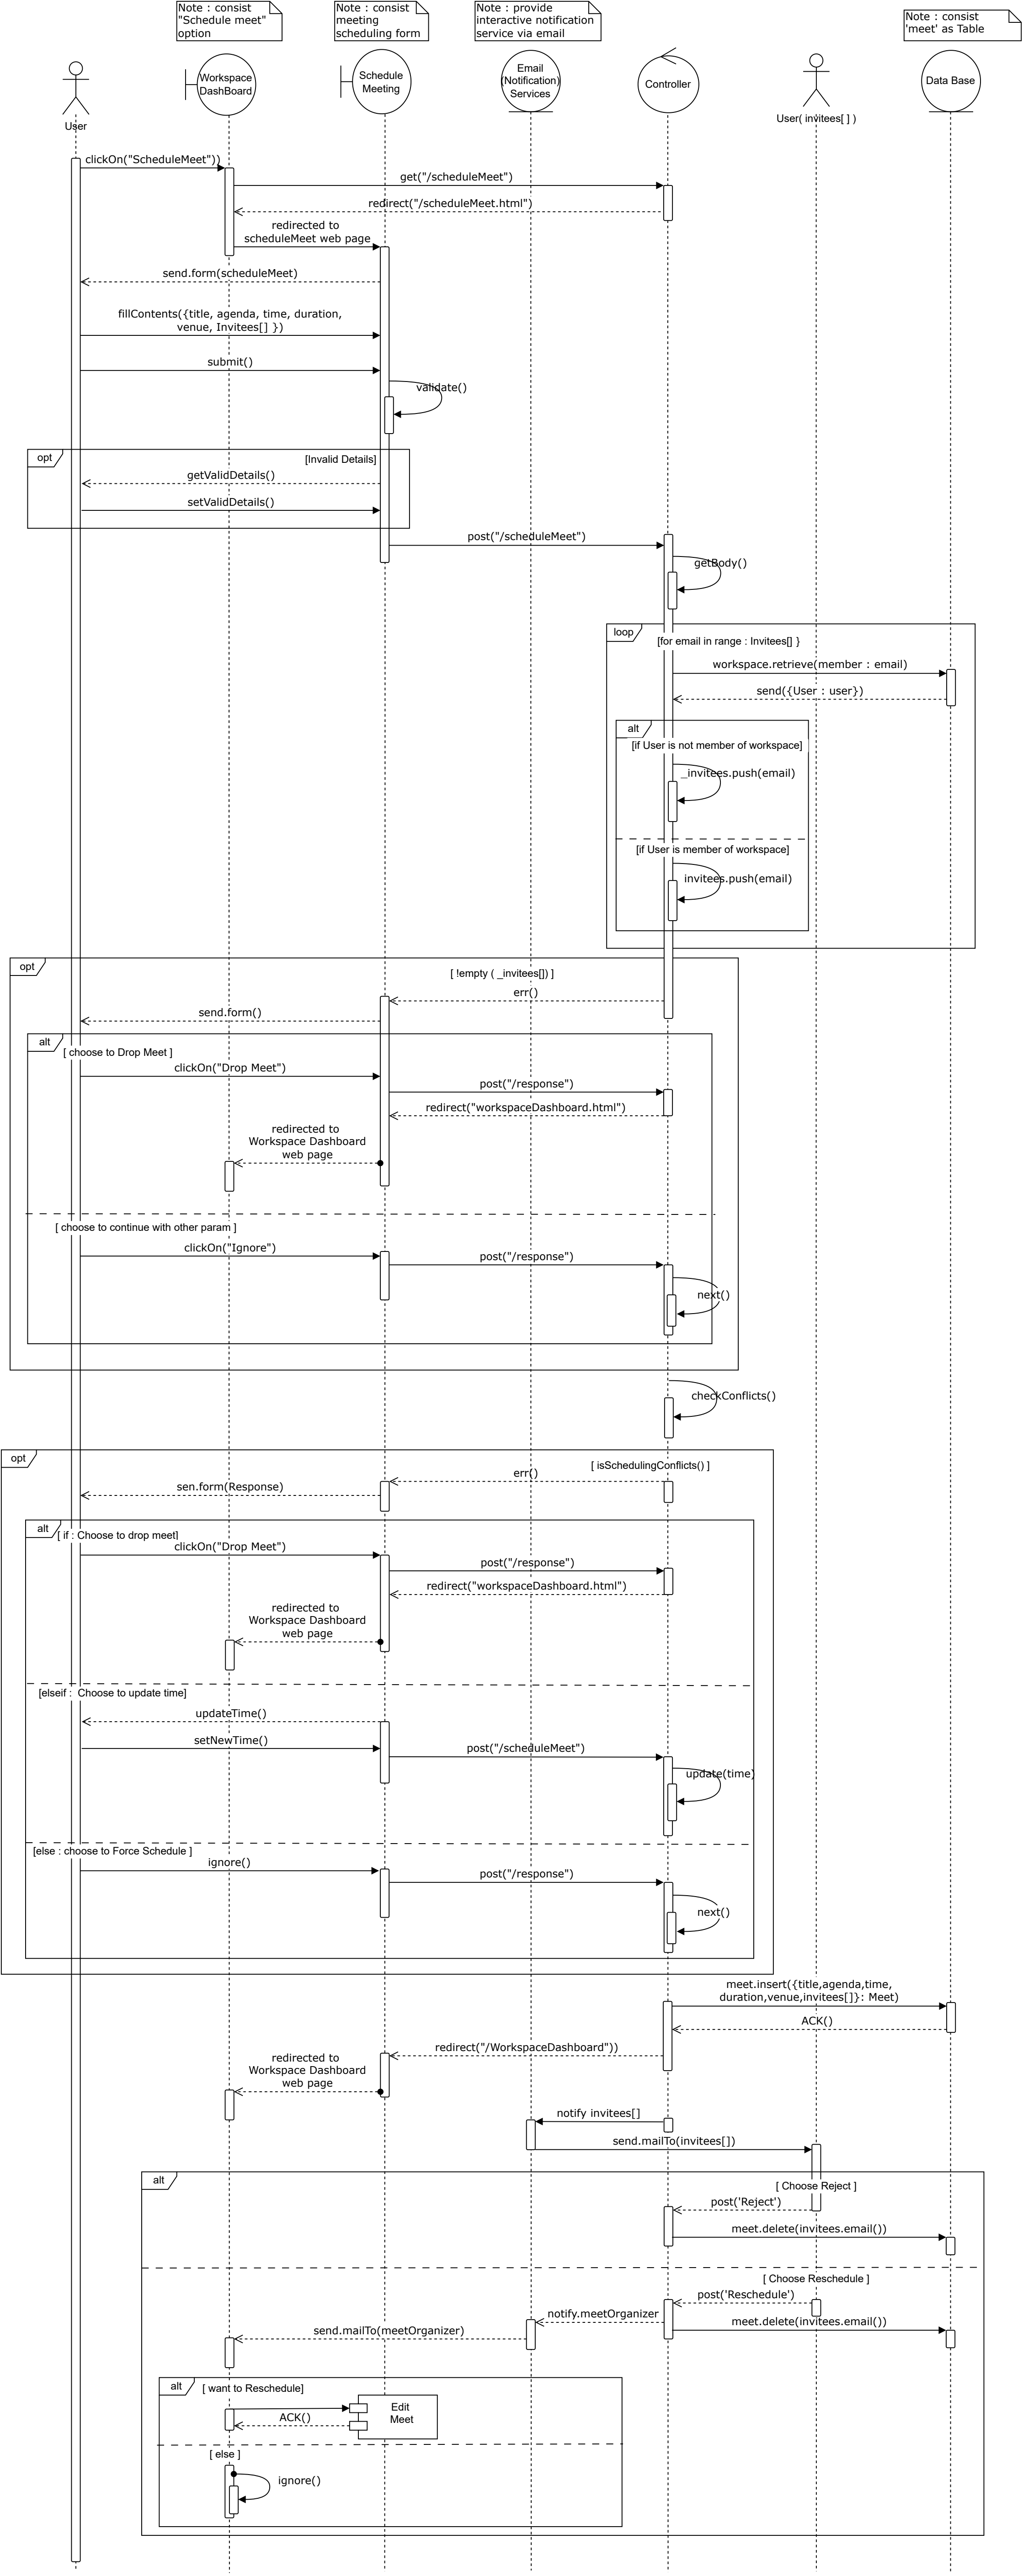 Note : consist
"Schedule meet"
option
Note : consist
meeting
scheduling form
Note : provide
interactive notification
service via email
Note : consist
'meet' as Table
User
Workspace
DashBoard
Schedule
Meeting
Email
(Notification)
Services
Controller
User( invitees[ ] )
Data Base
clickOn("ScheduleMeet"))
get("/scheduleMeet")
redirect("/scheduleMeet.html")
redirected to
scheduleMeet web page
send.form(scheduleMeet)
fillContents({title, agenda, time, duration,
venue, Invitees[] })
submit()
validate()
opt
[Invalid Details]
getValidDetails()
setValidDetails()
post("/scheduleMeet")
getBody()
loop
[for email in range : Invitees[] }
workspace.retrieve(member : email)
send({User : user})
alt
[if User is not member of workspace]
_invitees.push(email)
[if User is member of workspace]
invitees.push(email)
opt
[ !empty ( _invitees[]) ]
err()
send.form()
alt
[ choose to Drop Meet ]
clickOn("Drop Meet")
post("/response")
redirect("workspaceDashboard.html")
redirected to
Workspace Dashboard
web page
[ choose to continue with other param ]
clickOn("Ignore")
post("/response")
next()
checkConflicts()
opt
[ isSchedulingConflicts() ]
err()
sen.form(Response)
alt
[ if : Choose to drop meet]
clickOn("Drop Meet")
post("/response")
redirect("workspaceDashboard.html")
redirected to
Workspace Dashboard
web page
[elseif :  Choose to update time]
updateTime()
setNewTime()
post("/scheduleMeet")
update(time)
[else : choose to Force Schedule ]
ignore()
post("/response")
next()
meet.insert({title,agenda,time,
duration,venue,invitees[]}: Meet)
ACK()
redirect("/WorkspaceDashboard"))
redirected to
Workspace Dashboard
web page
notify invitees[]
send.mailTo(invitees[])
alt
[ Choose Reject ]
post('Reject')
meet.delete(invitees.email())
[ Choose Reschedule ]
post('Reschedule')
notify.meetOrganizer
meet.delete(invitees.email())
send.mailTo(meetOrganizer)
alt
[ want to Reschedule]
Edit
Meet
ACK()
[ else ]
ignore()